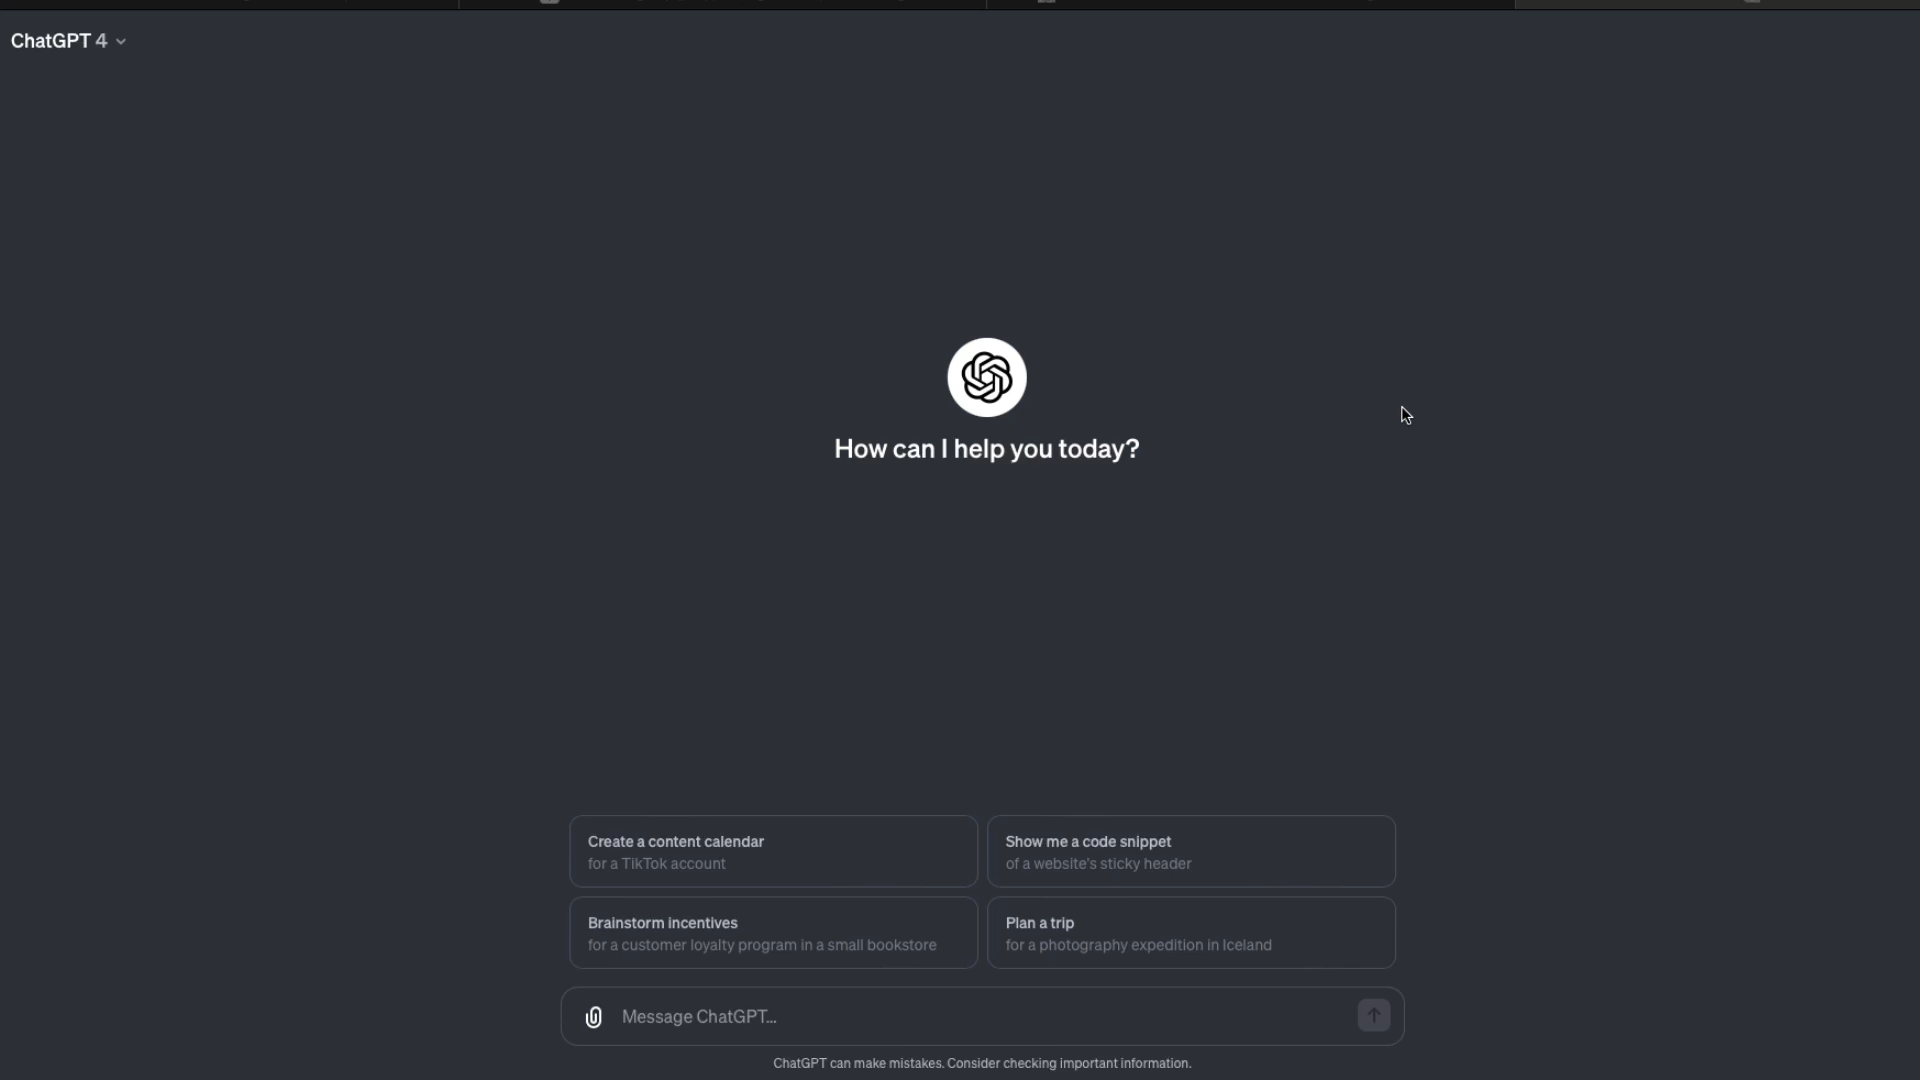 ChatGPT 4
How can I help you today?
Create a content calendar
for a TikTok account
Show me a code snippet
of a website's sticky header
Brainstorm incentives
for a customer loyalty program in a small bookstore
Plan a trip
for a photography expedition in Iceland
Message ChatGPT...
ChatGPT can make mistakes. Consider checking important information.